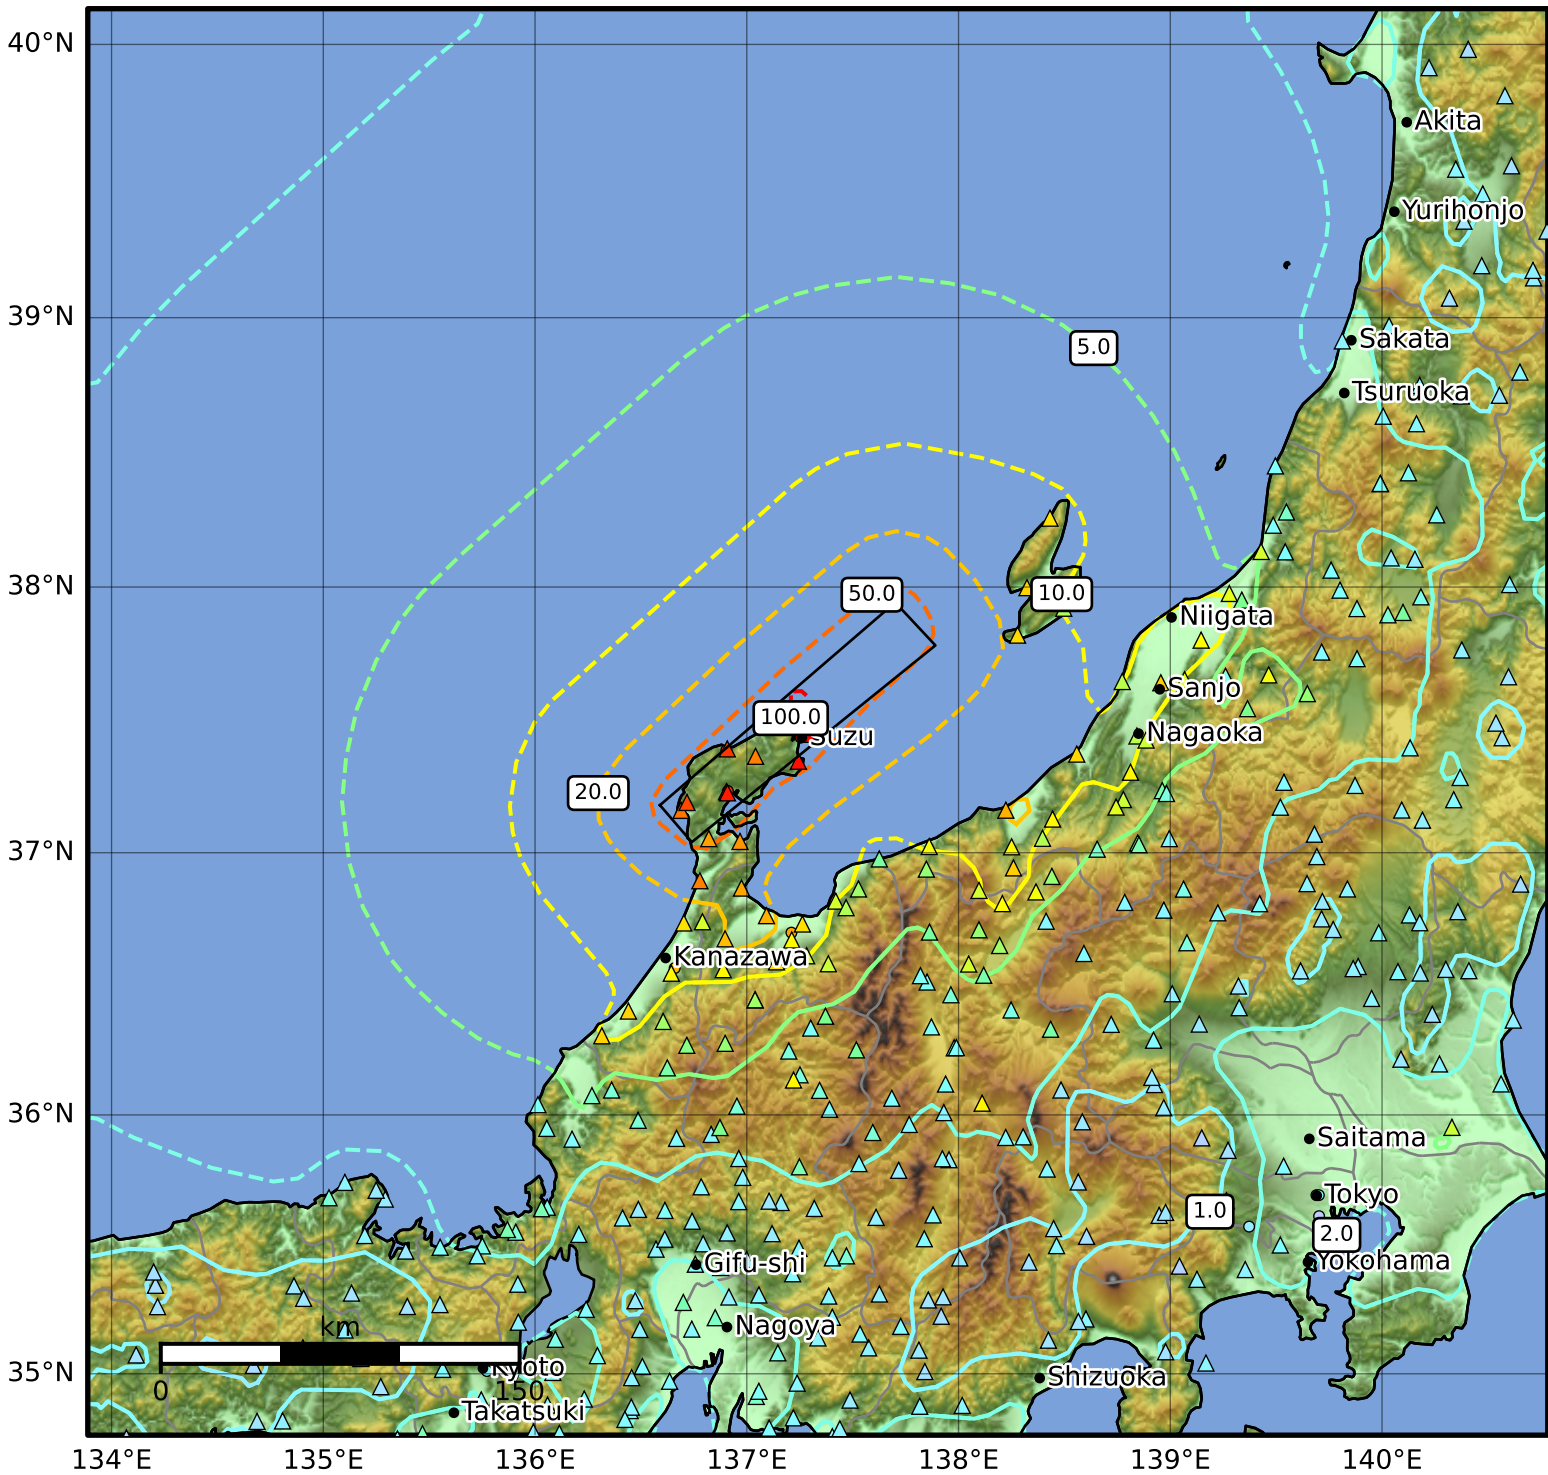 40°N
39°N
38°N
37°N
36°N
35°N
134°E
135°E
136°E
137°E
138°E
139°E
140°E
Akita
Yurihonjo
Sakata
Tsuruoka
5.0
50.0
10.0
Niigata
Sanjo
100.0
Suzu
Nagaoka
20.0
Kanazawa
Saitama
Tokyo
1.0
2.0
Yokohama
Gifu-shi
Nagoya
km
Kyoto
0
150
Shizuoka
Takatsuki